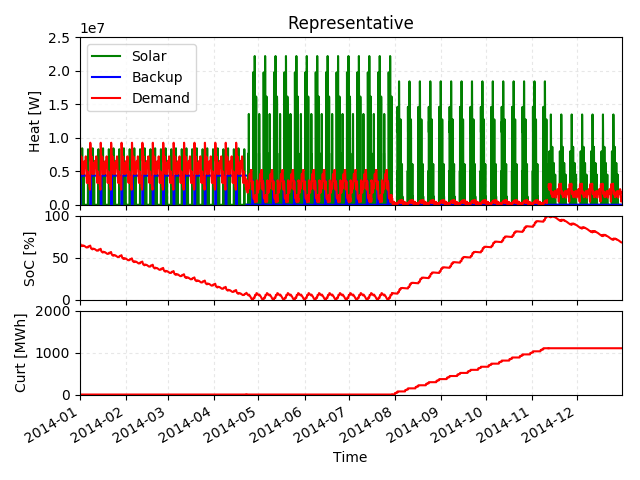 Representative
1e7
2.5
2.0
1.5
1.0
0.5
0.0
Heat [W]
Solar
Backup
Demand
100
50
0
SoC [%]
2000
1000
0
Curt [MWh]
2014-01
2014-02
2014-03
2014-04
2014-05
2014-06
2014-07
2014-08
2014-09
2014-10
2014-11
2014-12
Time